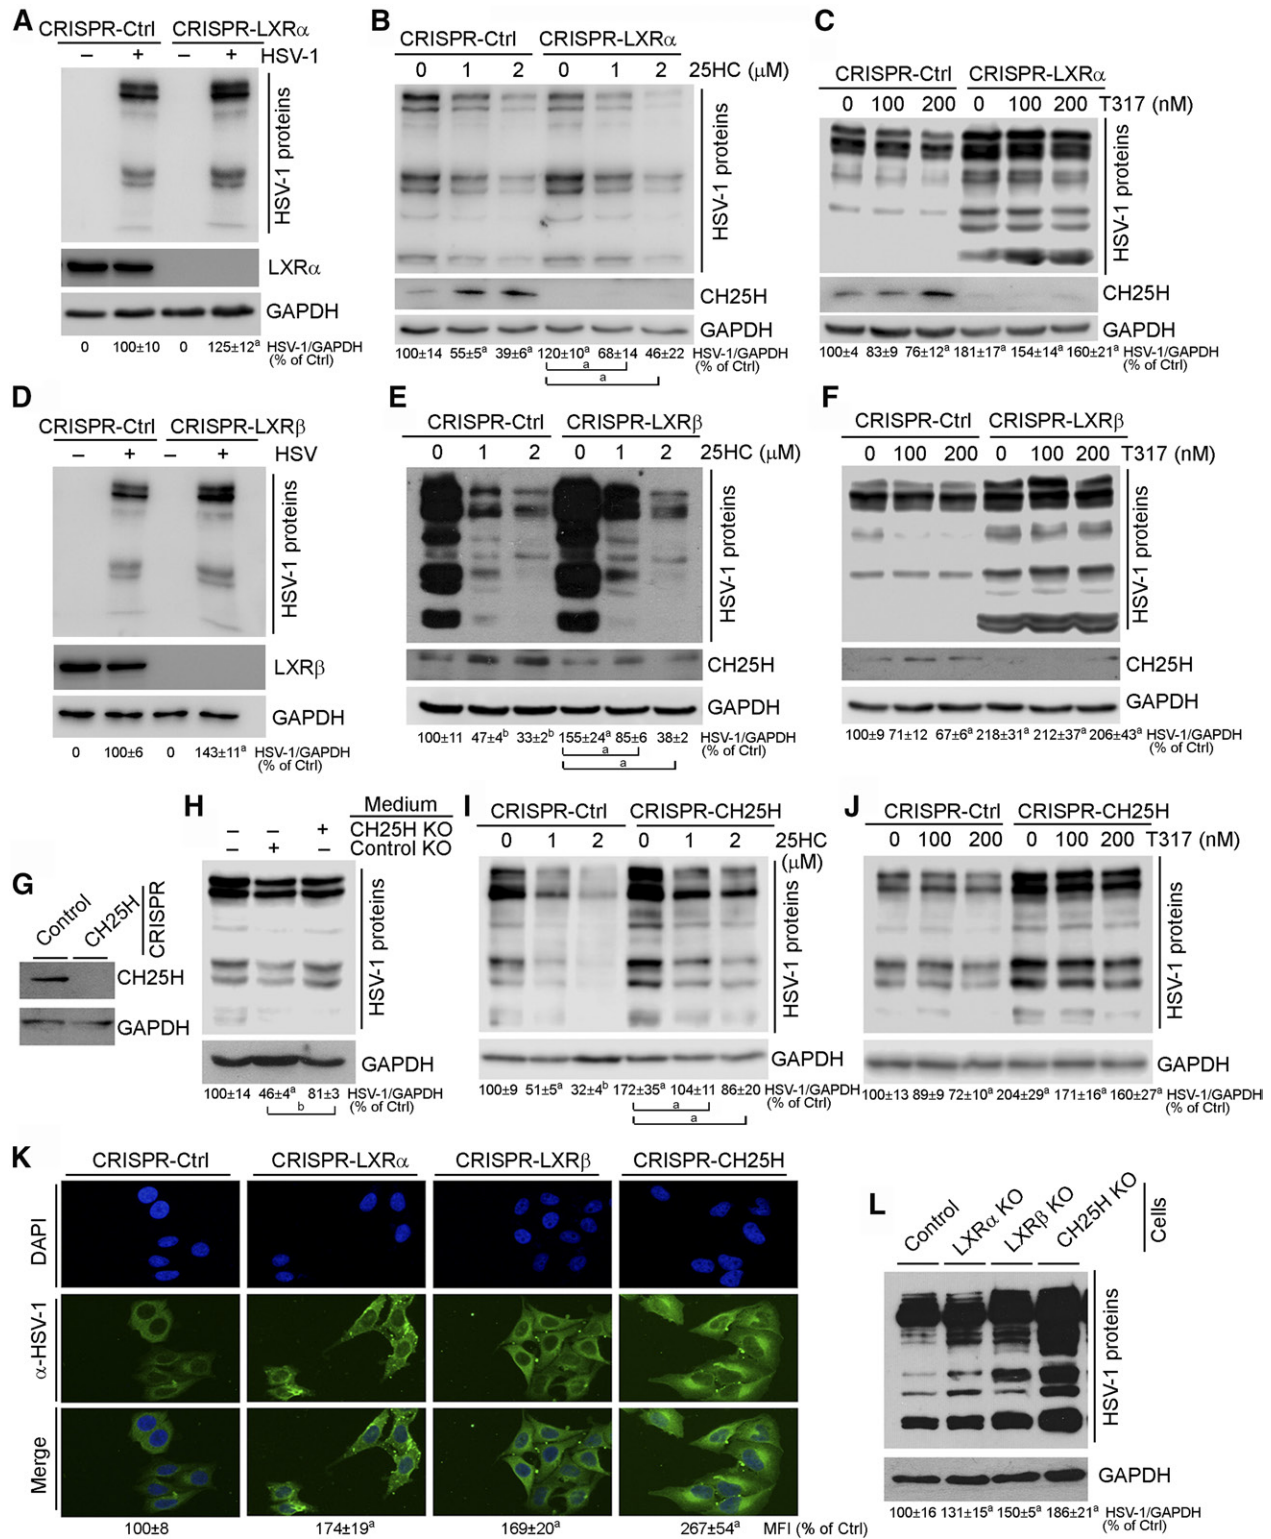 A
CRISPR-Ctrl CRISPR-LXRα
– + – + HSV-1
HSV-1 proteins
LXRα
GAPDH
0 100±10 0 125±12a HSV-1/GAPDH
(% of Ctrl)
B
CRISPR-Ctrl CRISPR-LXRα
0 1 2 0 1 2 25HC (μM)
HSV-1 proteins
CH25H
GAPDH
100±14 55±5a 39±6a 120±10a 68±14 46±22 HSV-1/GAPDH
(% of Ctrl)
a
a
C
CRISPR-Ctrl CRISPR-LXRα
0 100 200 0 100 200 T317 (nM)
HSV-1 proteins
CH25H
GAPDH
100±4 83±9 76±12a 181±17a 154±14a 160±21a HSV-1/GAPDH
(% of Ctrl)
D
CRISPR-Ctrl CRISPR-LXRβ
– + – + HSV
HSV-1 proteins
LXRβ
GAPDH
0 100±6 0 143±11a HSV-1/GAPDH
(% of Ctrl)
E
CRISPR-Ctrl CRISPR-LXRβ
0 1 2 0 1 2 25HC (μM)
HSV-1 proteins
CH25H
GAPDH
100±11 47±4b 33±2b 155±24a 85±6 38±2 HSV-1/GAPDH
(% of Ctrl)
a
a
F
CRISPR-Ctrl CRISPR-LXRβ
0 100 200 0 100 200 T317 (nM)
HSV-1 proteins
CH25H
GAPDH
100±9 71±12 67±6a 218±31a 212±37a 206±43a HSV-1/GAPDH
(% of Ctrl)
G
Control CH25H CRISPR
CH25H
GAPDH
H
Medium
– – + CH25H KO
– + – Control KO
HSV-1 proteins
GAPDH
100±14 46±4a 81±3 HSV-1/GAPDH
(% of Ctrl)
b
I
CRISPR-Ctrl CRISPR-CH25H
0 1 2 0 1 2 25HC
(μM)
HSV-1 proteins
GAPDH
100±9 51±5a 32±4b 172±35a 104±11 86±20 HSV-1/GAPDH
(% of Ctrl)
a
a
J
CRISPR-Ctrl CRISPR-CH25H
0 100 200 0 100 200 T317 (nM)
HSV-1 proteins
GAPDH
100±13 89±9 72±10a 204±29a 171±16a 160±27a HSV-1/GAPDH
(% of Ctrl)
K
CRISPR-Ctrl CRISPR-LXRα CRISPR-LXRβ CRISPR-CH25H
DAPI
α-HSV-1
Merge
100±8 174±19a 169±20a 267±54a MFI (% of Ctrl)
L
Control LXRα KO LXRβ KO CH25H KO Cells
HSV-1 proteins
GAPDH
100±16 131±15a 150±5a 186±21a HSV-1/GAPDH
(% of Ctrl)